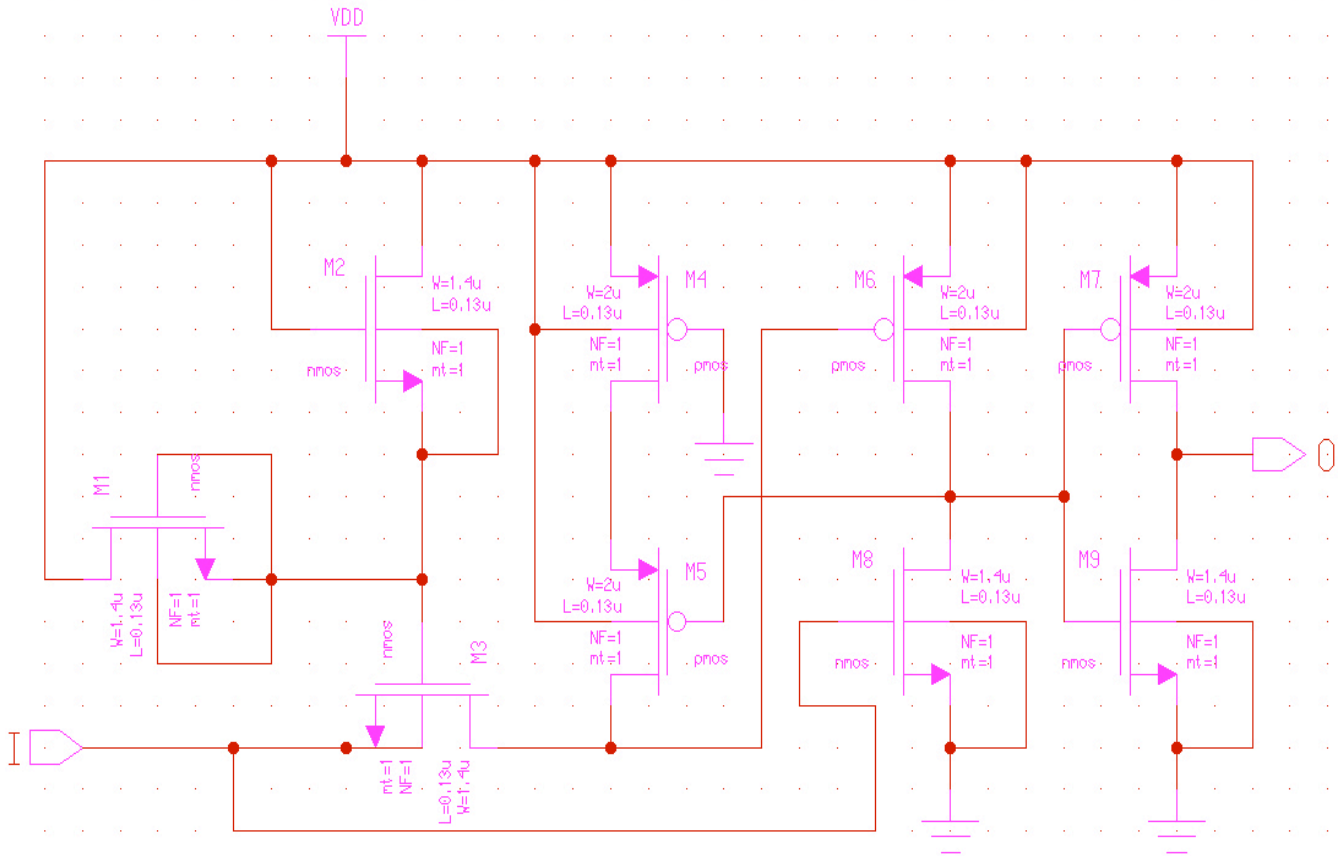 VDD
M2
W=1.4u
L=0.13u
NF=1
mt=1
nmos
M4
W=2u
L=0.13u
NF=1
mt=1
pmos
M6
W=2u
L=0.13u
NF=1
mt=1
pmos
M7
W=2u
L=0.13u
NF=1
mt=1
pmos
O
M1
nmos
W=1.4u
L=0.13u
NF=1
mt=1
M3
nmos
mt=1
NF=1
L=0.13u
W=1.4u
M5
W=2u
L=0.13u
NF=1
mt=1
pmos
M8
W=1.4u
L=0.13u
NF=1
mt=1
nmos
M9
W=1.4u
L=0.13u
NF=1
mt=1
nmos
I